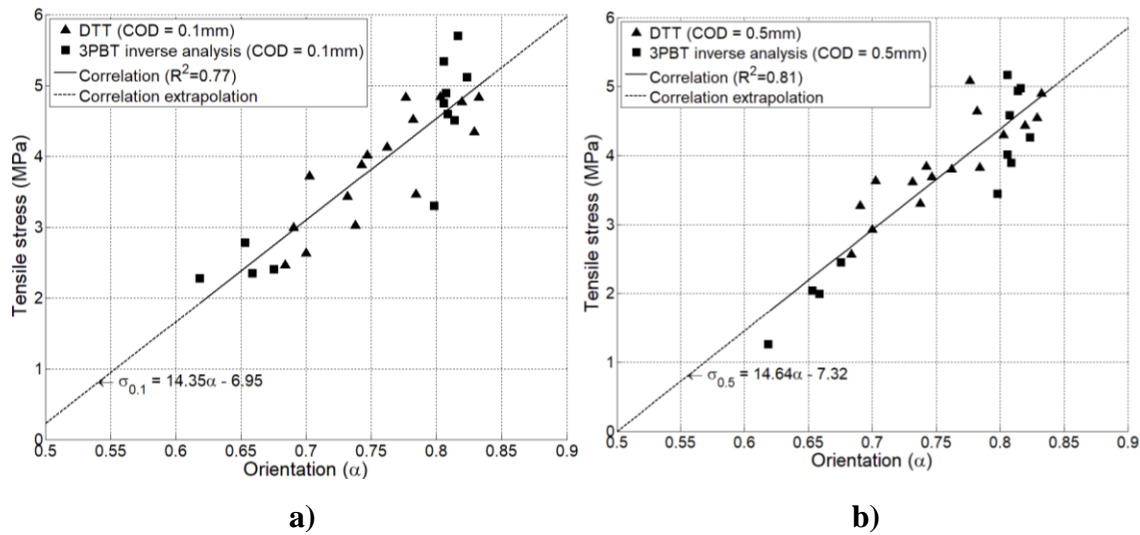 DTT (COD = 0.1mm)
3PBT inverse analysis (COD = 0.1mm)
Correlation (R²=0.77)
Correlation extrapolation
6
5
4
3
2
1
0
Tensile stress (MPa)
← σ0.1 = 14.35α - 6.95
0.5 0.55 0.6 0.65 0.7 0.75 0.8 0.85 0.9
Orientation (α)
a)
DTT (COD = 0.5mm)
3PBT inverse analysis (COD = 0.5mm)
Correlation (R²=0.81)
Correlation extrapolation
6
5
4
3
2
1
0
Tensile stress (MPa)
← σ0.5 = 14.64α - 7.32
0.5 0.55 0.6 0.65 0.7 0.75 0.8 0.85 0.9
Orientation (α)
b)